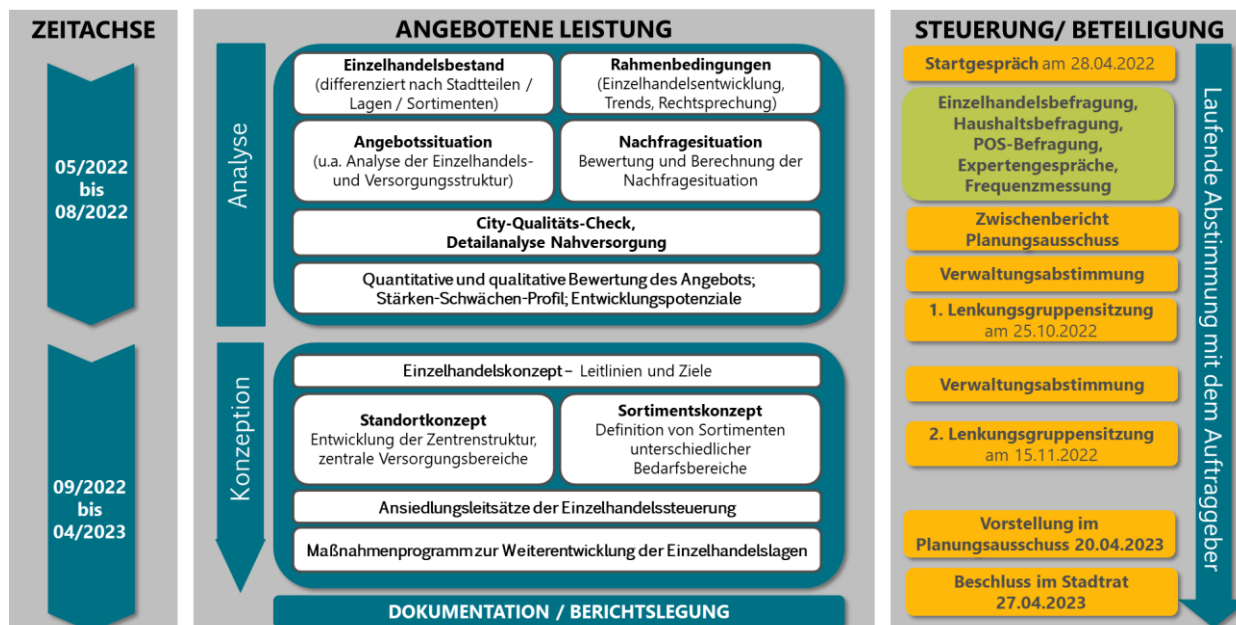 ZEITACHSE
05/2022
bis
08/2022
09/2022
bis
04/2023
ANGEBOTENE LEISTUNG
Analyse
Einzelhandelsbestand
(differenziert nach Stadtteilen /
Lagen / Sortimenten)
Rahmenbedingungen
(Einzelhandelsentwicklung,
Trends, Rechtsprechung)
Angebotssituation
(u.a. Analyse der Einzelhandels-
und Versorgungsstruktur)
Nachfragesituation
Bewertung und Berechnung der
Nachfragesituation
City-Qualitäts-Check,
Detailanalyse Nahversorgung
Quantitative und qualitative Bewertung des Angebots;
Stärken-Schwächen-Profil; Entwicklungspotenziale
Konzeption
Einzelhandelskonzept – Leitlinien und Ziele
Standortkonzept
Entwicklung der Zentrenstruktur,
zentrale Versorgungsbereiche
Sortimentskonzept
Definition von Sortimenten
unterschiedlicher
Bedarfsbereiche
Ansiedlungsleitsätze der Einzelhandelssteuerung
Maßnahmenprogramm zur Weiterentwicklung der Einzelhandelslagen
DOKUMENTATION / BERICHTSLEGUNG
STEUERUNG/ BETEILIGUNG
Startgespräch am 28.04.2022
Einzelhandelsbefragung,
Haushaltsbefragung,
POS-Befragung,
Expertengespräche,
Frequenzmessung
Zwischenbericht
Planungsausschuss
Verwaltungsabstimmung
1. Lenkungsgruppensitzung
am 25.10.2022
Verwaltungsabstimmung
2. Lenkungsgruppensitzung
am 15.11.2022
Vorstellung im
Planungsausschuss 20.04.2023
Beschluss im Stadtrat
27.04.2023
Laufende Abstimmung mit dem Auftraggeber